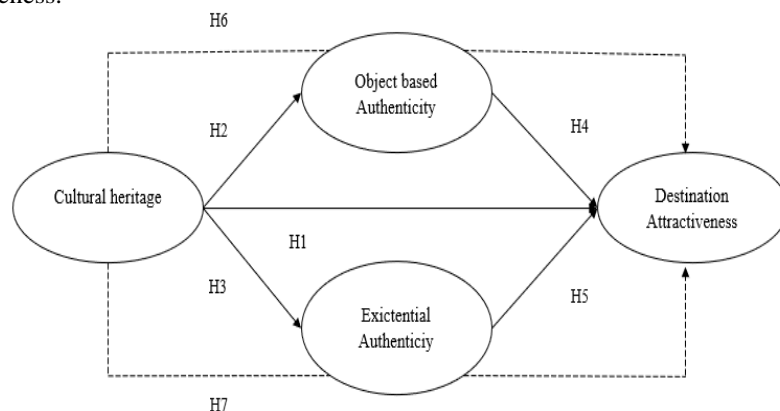 H6
Object based
Authenticity
H2
H4
Cultural heritage
Destination
Attractiveness
H1
H3
H5
Exictential
Authenticiy
H7